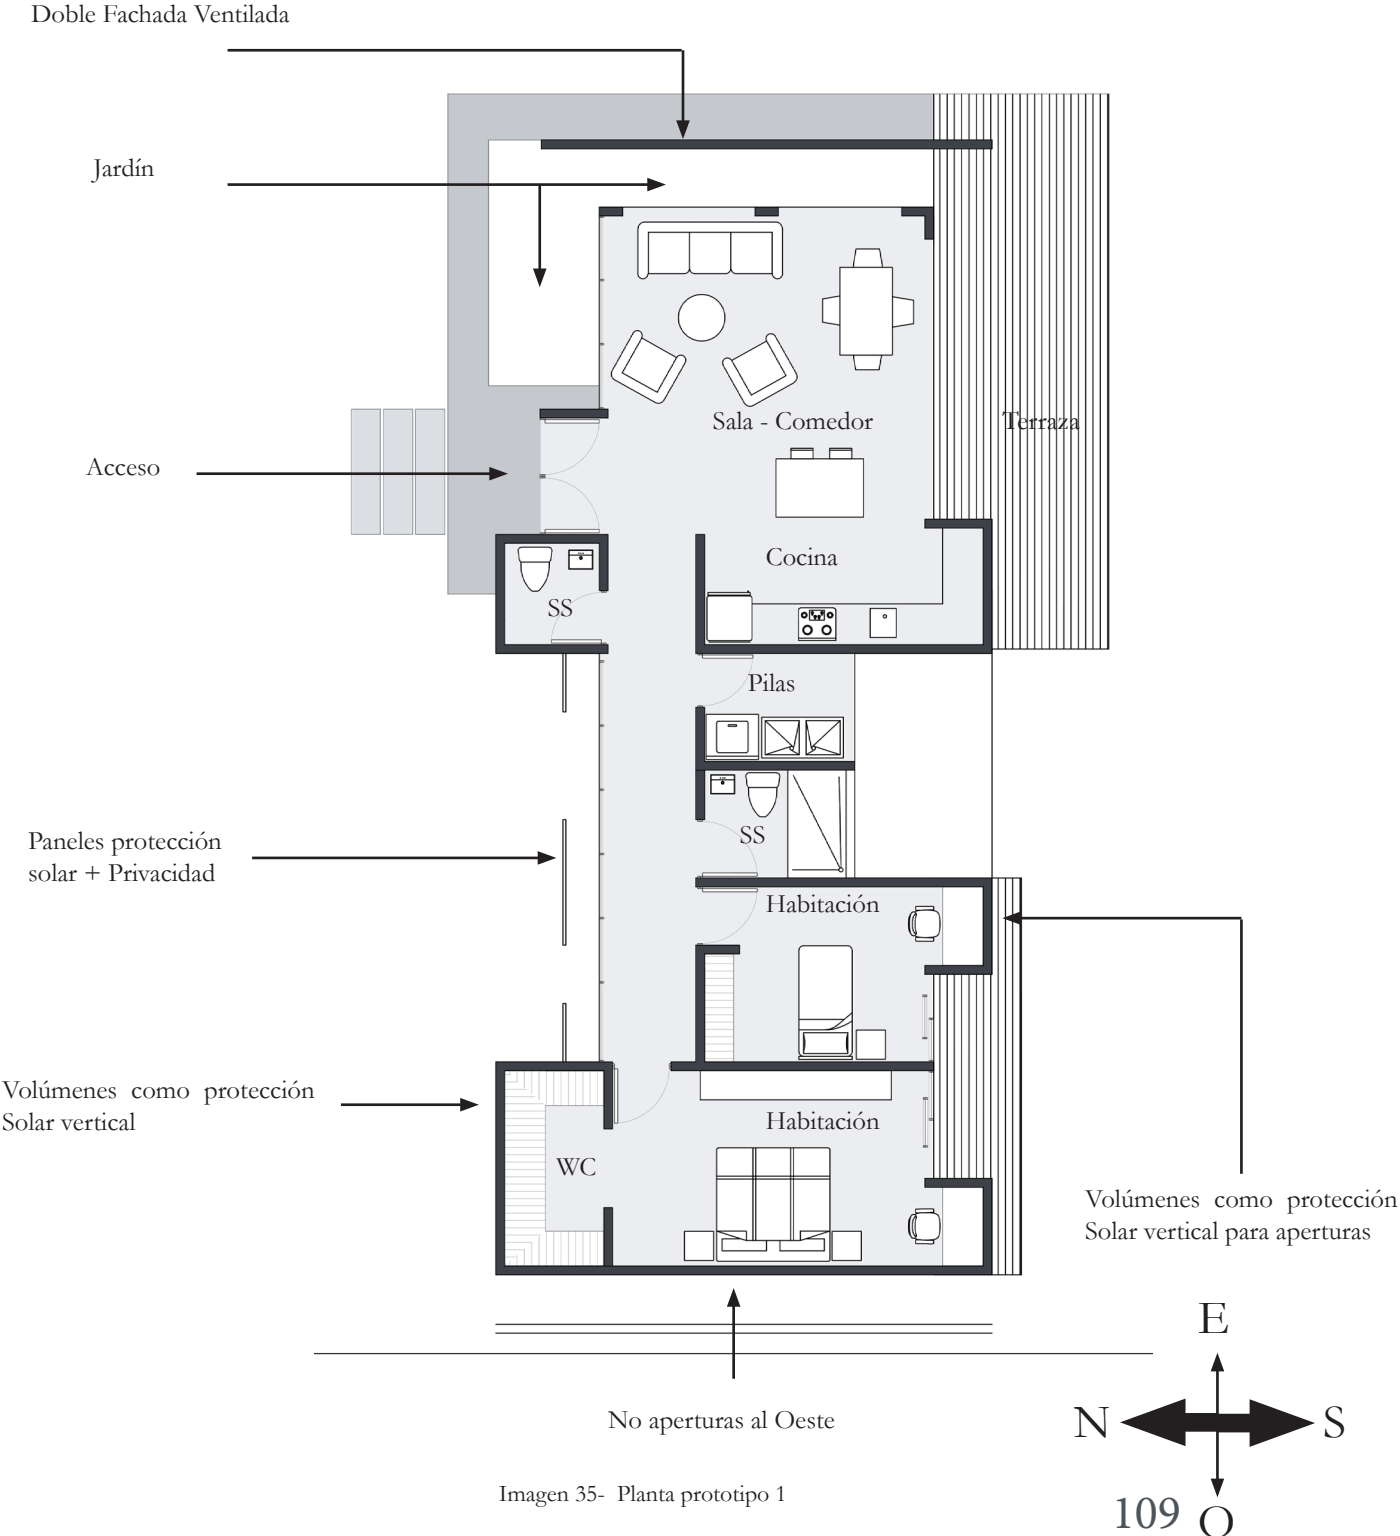 Doble Fachada Ventilada
Jardín
Sala - Comedor
Terraza
Acceso
Cocina
SS
Pilas
SS
Paneles protección
solar + Privacidad
Habitación
Volúmenes como protección
Solar vertical
Habitación
WC
Volúmenes como protección
Solar vertical para aperturas
E
N
S
O
No aperturas al Oeste
Imagen 35- Planta prototipo 1
109